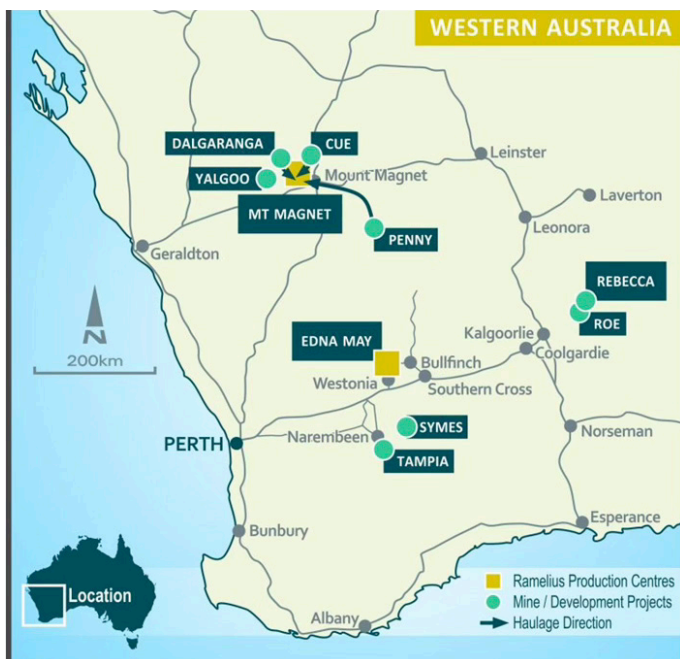 WESTERN AUSTRALIA
DALGARANGA
CUE
Leinster
YALGOO
Mount Magnet
Laverton
MT MAGNET
Leonora
PENNY
Geraldton
REBECCA
N
ROE
200km
EDNA MAY
Kalgoorlie
Coolgardie
Bullfinch
Westonia
Southern Cross
SYMES
Norseman
PERTH
Narembeen
TAMPIA
Esperance
Bunbury
Location
Ramelius Production Centres
Mine / Development Projects
Albany
Haulage Direction